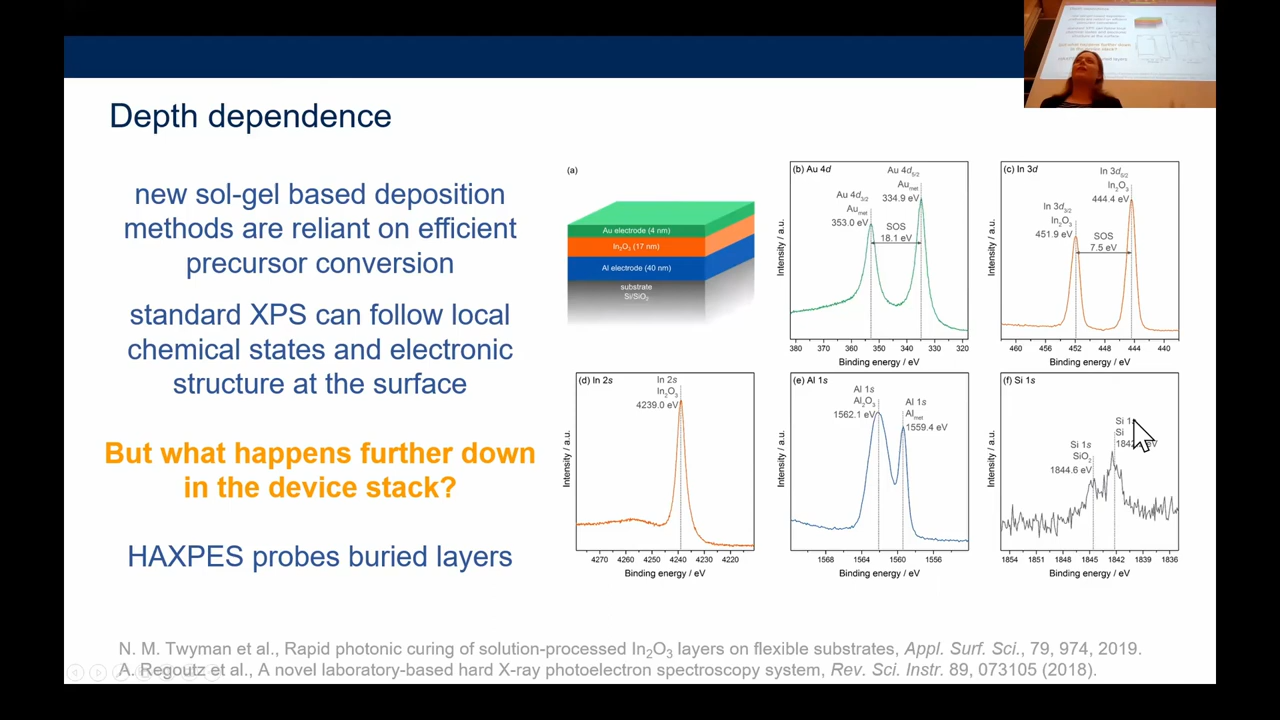 Depth dependence
new sol-gel based deposition
methods are reliant on efficient
precursor conversion
standard XPS can follow local
chemical states and electronic
structure at the surface
But what happens further down
in the device stack?
HAXPES probes buried layers
(a)
Au electrode (4 nm)
In₂O₃ (17 nm)
Al electrode (40 nm)
substrate
Si/SiO₂
(b) Au 4d
Au 4d₅/₂
Au_met
334.9 eV
Au 4d₃/₂
Au_met
353.0 eV
SOS
18.1 eV
Intensity / a.u.
380 370 360 350 340 330 320
Binding energy / eV
(c) In 3d
In 3d₅/₂
In₂O₃
444.4 eV
In 3d₃/₂
In₂O₃
451.9 eV
SOS
7.5 eV
Intensity / a.u.
460 456 452 448 444 440
Binding energy / eV
(d) In 2s
In 2s
In₂O₃
4239.0 eV
Intensity / a.u.
4270 4260 4250 4240 4230 4220
Binding energy / eV
(e) Al 1s
Al 1s
Al₂O₃
1562.1 eV
Al 1s
Al_met
1559.4 eV
Intensity / a.u.
1568 1564 1560 1556
Binding energy / eV
(f) Si 1s
Si 1s
Si
eV
Si 1s
SiO₂
1844.6 eV
Intensity / a.u.
1854 1851 1848 1845 1842 1839 1836
Binding energy / eV
N. M. Twyman et al., Rapid photonic curing of solution-processed In₂O₃ layers on flexible substrates, Appl. Surf. Sci., 79, 974, 2019.
A. Regoutz et al., A novel laboratory-based hard X-ray photoelectron spectroscopy system, Rev. Sci. Instr. 89, 073105 (2018).